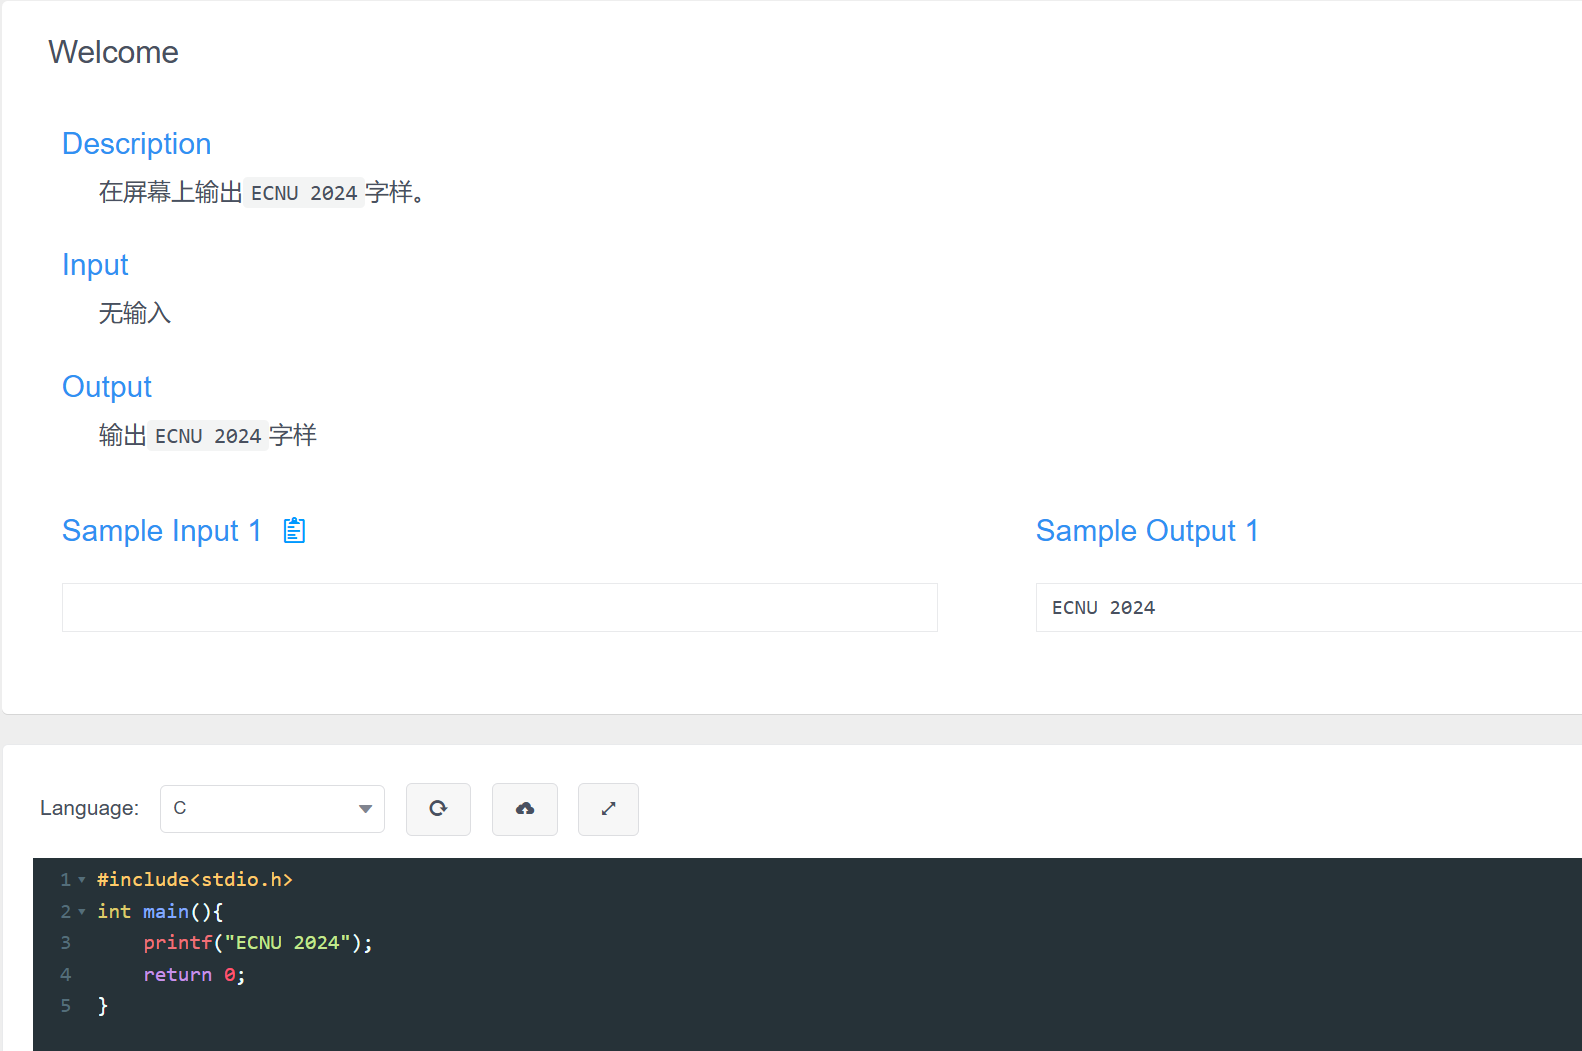 Welcome
Description
在屏幕上输出 ECNU 2024 字样。
Input
无输入
Output
输出 ECNU 2024 字样
Sample Input 1
Sample Output 1
ECNU 2024
Language:
C
1 #include<stdio.h>
2 int main(){
3     printf("ECNU 2024");
4     return 0;
5 }